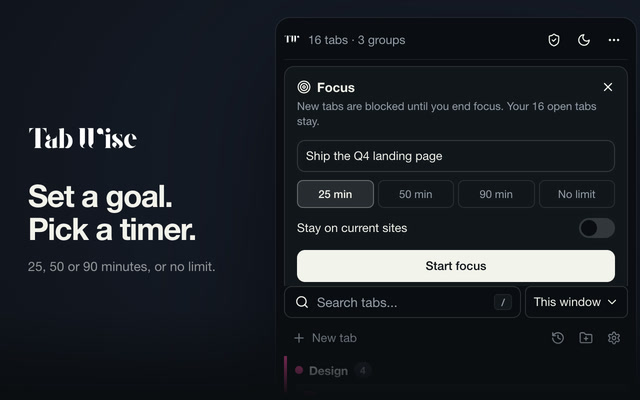 Tab Wise
Set a goal.
Pick a timer.
25, 50 or 90 minutes, or no limit.
TW
16 tabs · 3 groups
Focus
New tabs are blocked until you end focus. Your 16 open tabs
stay.
Ship the Q4 landing page
25 min
50 min
90 min
No limit
Stay on current sites
Start focus
Search tabs...
/
This window
New tab
Design
4